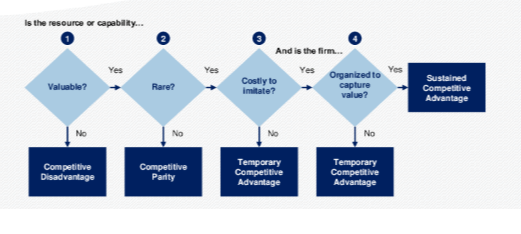 Is the resource or capability...
1
2
3
4
And is the firm...
Valuable?
Yes
Rare?
Yes
Costly to
imitate?
Yes
Organized to
capture
value?
Yes
Sustained
Competitive
Advantage
No
No
No
No
Competitive
Disadvantage
Competitive
Parity
Temporary
Competitive
Advantage
Temporary
Competitive
Advantage